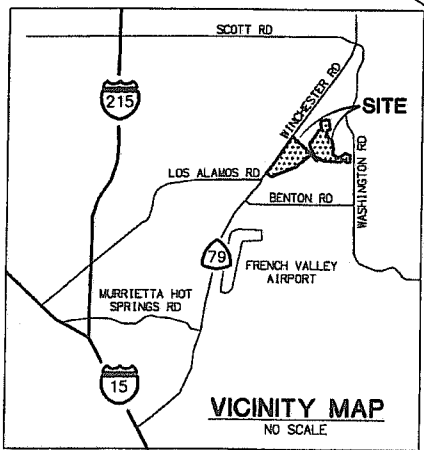 SCOTT RD
215
WINCHESTER RD
SITE
LOS ALAMOS RD
BENTON RD
WASHINGTON RD
79
FRENCH VALLEY
AIRPORT
MURRIETTA HOT
SPRINGS RD
15
VICINITY MAP
NO SCALE